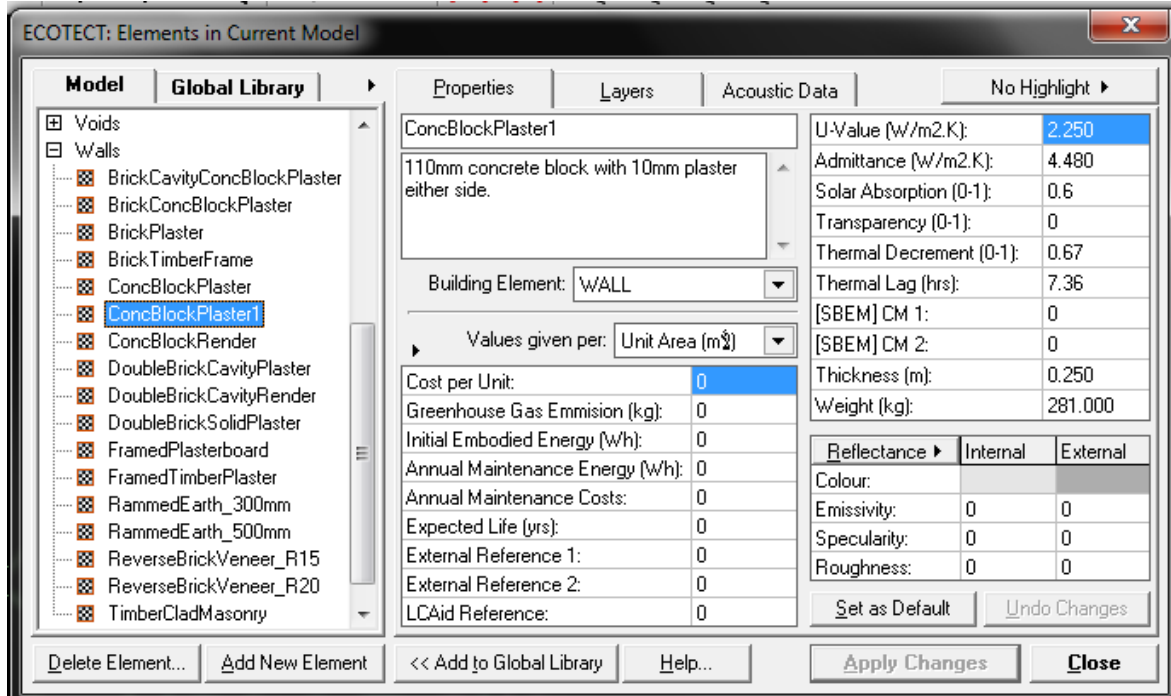 ECOTECT: Elements in Current Model
Model Global Library
Voids
Walls
BrickCavityConcBlockPlaster
BrickConcBlockPlaster
BrickPlaster
BrickTimberFrame
ConcBlockPlaster
ConcBlockPlaster1
ConcBlockRender
DoubleBrickCavityPlaster
DoubleBrickCavityRender
DoubleBrickSolidPlaster
FramedPlasterboard
FramedTimberPlaster
RammedEarth_300mm
RammedEarth_500mm
ReverseBrickVeneer_R15
ReverseBrickVeneer_R20
TimberCladMasonry
Delete Element... Add New Element
Properties Layers Acoustic Data No Highlight
ConcBlockPlaster1
110mm concrete block with 10mm plaster
either side.
Building Element: WALL
Values given per: Unit Area
Cost per Unit: 0
Greenhouse Gas Emmision (kg): 0
Initial Embodied Energy (Wh): 0
Annual Maintenance Energy (Wh): 0
Annual Maintenance Costs: 0
Expected Life (yrs): 0
External Reference 1: 0
External Reference 2: 0
LCAid Reference: 0
<< Add to Global Library Help...
U-Value (W/m2.K): 2.250
Admittance (W/m2.K): 4.480
Solar Absorption (0-1): 0.6
Transparency (0-1): 0
Thermal Decrement (0-1): 0.67
Thermal Lag (hrs): 7.36
[SBEM] CM 1: 0
[SBEM] CM 2: 0
Thickness (m): 0.250
Weight (kg): 281.000
Reflectance Internal External
Colour:
Emissivity: 0 0
Specularity: 0 0
Roughness: 0 0
Set as Default Undo Changes
Apply Changes Close